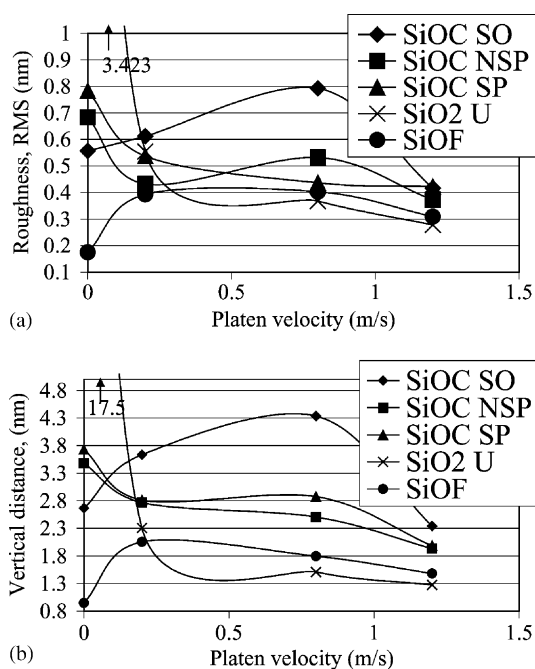 1
0.9
0.8
0.7
0.6
0.5
0.4
0.3
0.2
0.1
Roughness, RMS (nm)
3.423
SiOC SO
SiOC NSP
SiOC SP
SiO2 U
SiOF
0
0.5
1
1.5
(a)
Platen velocity (m/s)
4.8
4.3
3.8
3.3
2.8
2.3
1.8
1.3
0.8
Vertical distance, (nm)
17.5
SiOC SO
SiOC NSP
SiOC SP
SiO2 U
SiOF
0
0.5
1
1.5
(b)
Platen velocity (m/s)